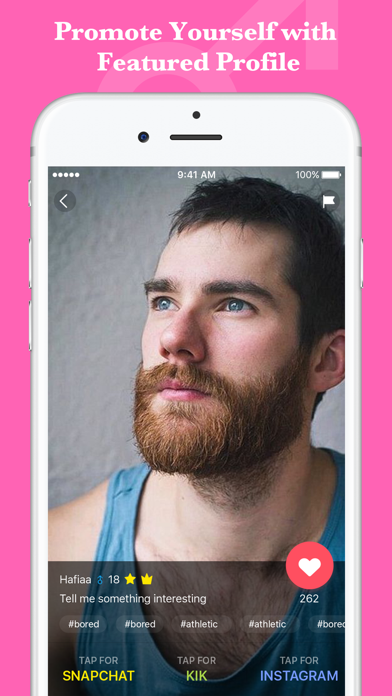 Promote Yourself with
Featured Profile
9:41 AM 100%
Hafiaa 18
Tell me something interesting 262
#bored #bored #athletic #athletic #bored
TAP FOR TAP FOR TAP FOR
SNAPCHAT KIK INSTAGRAM